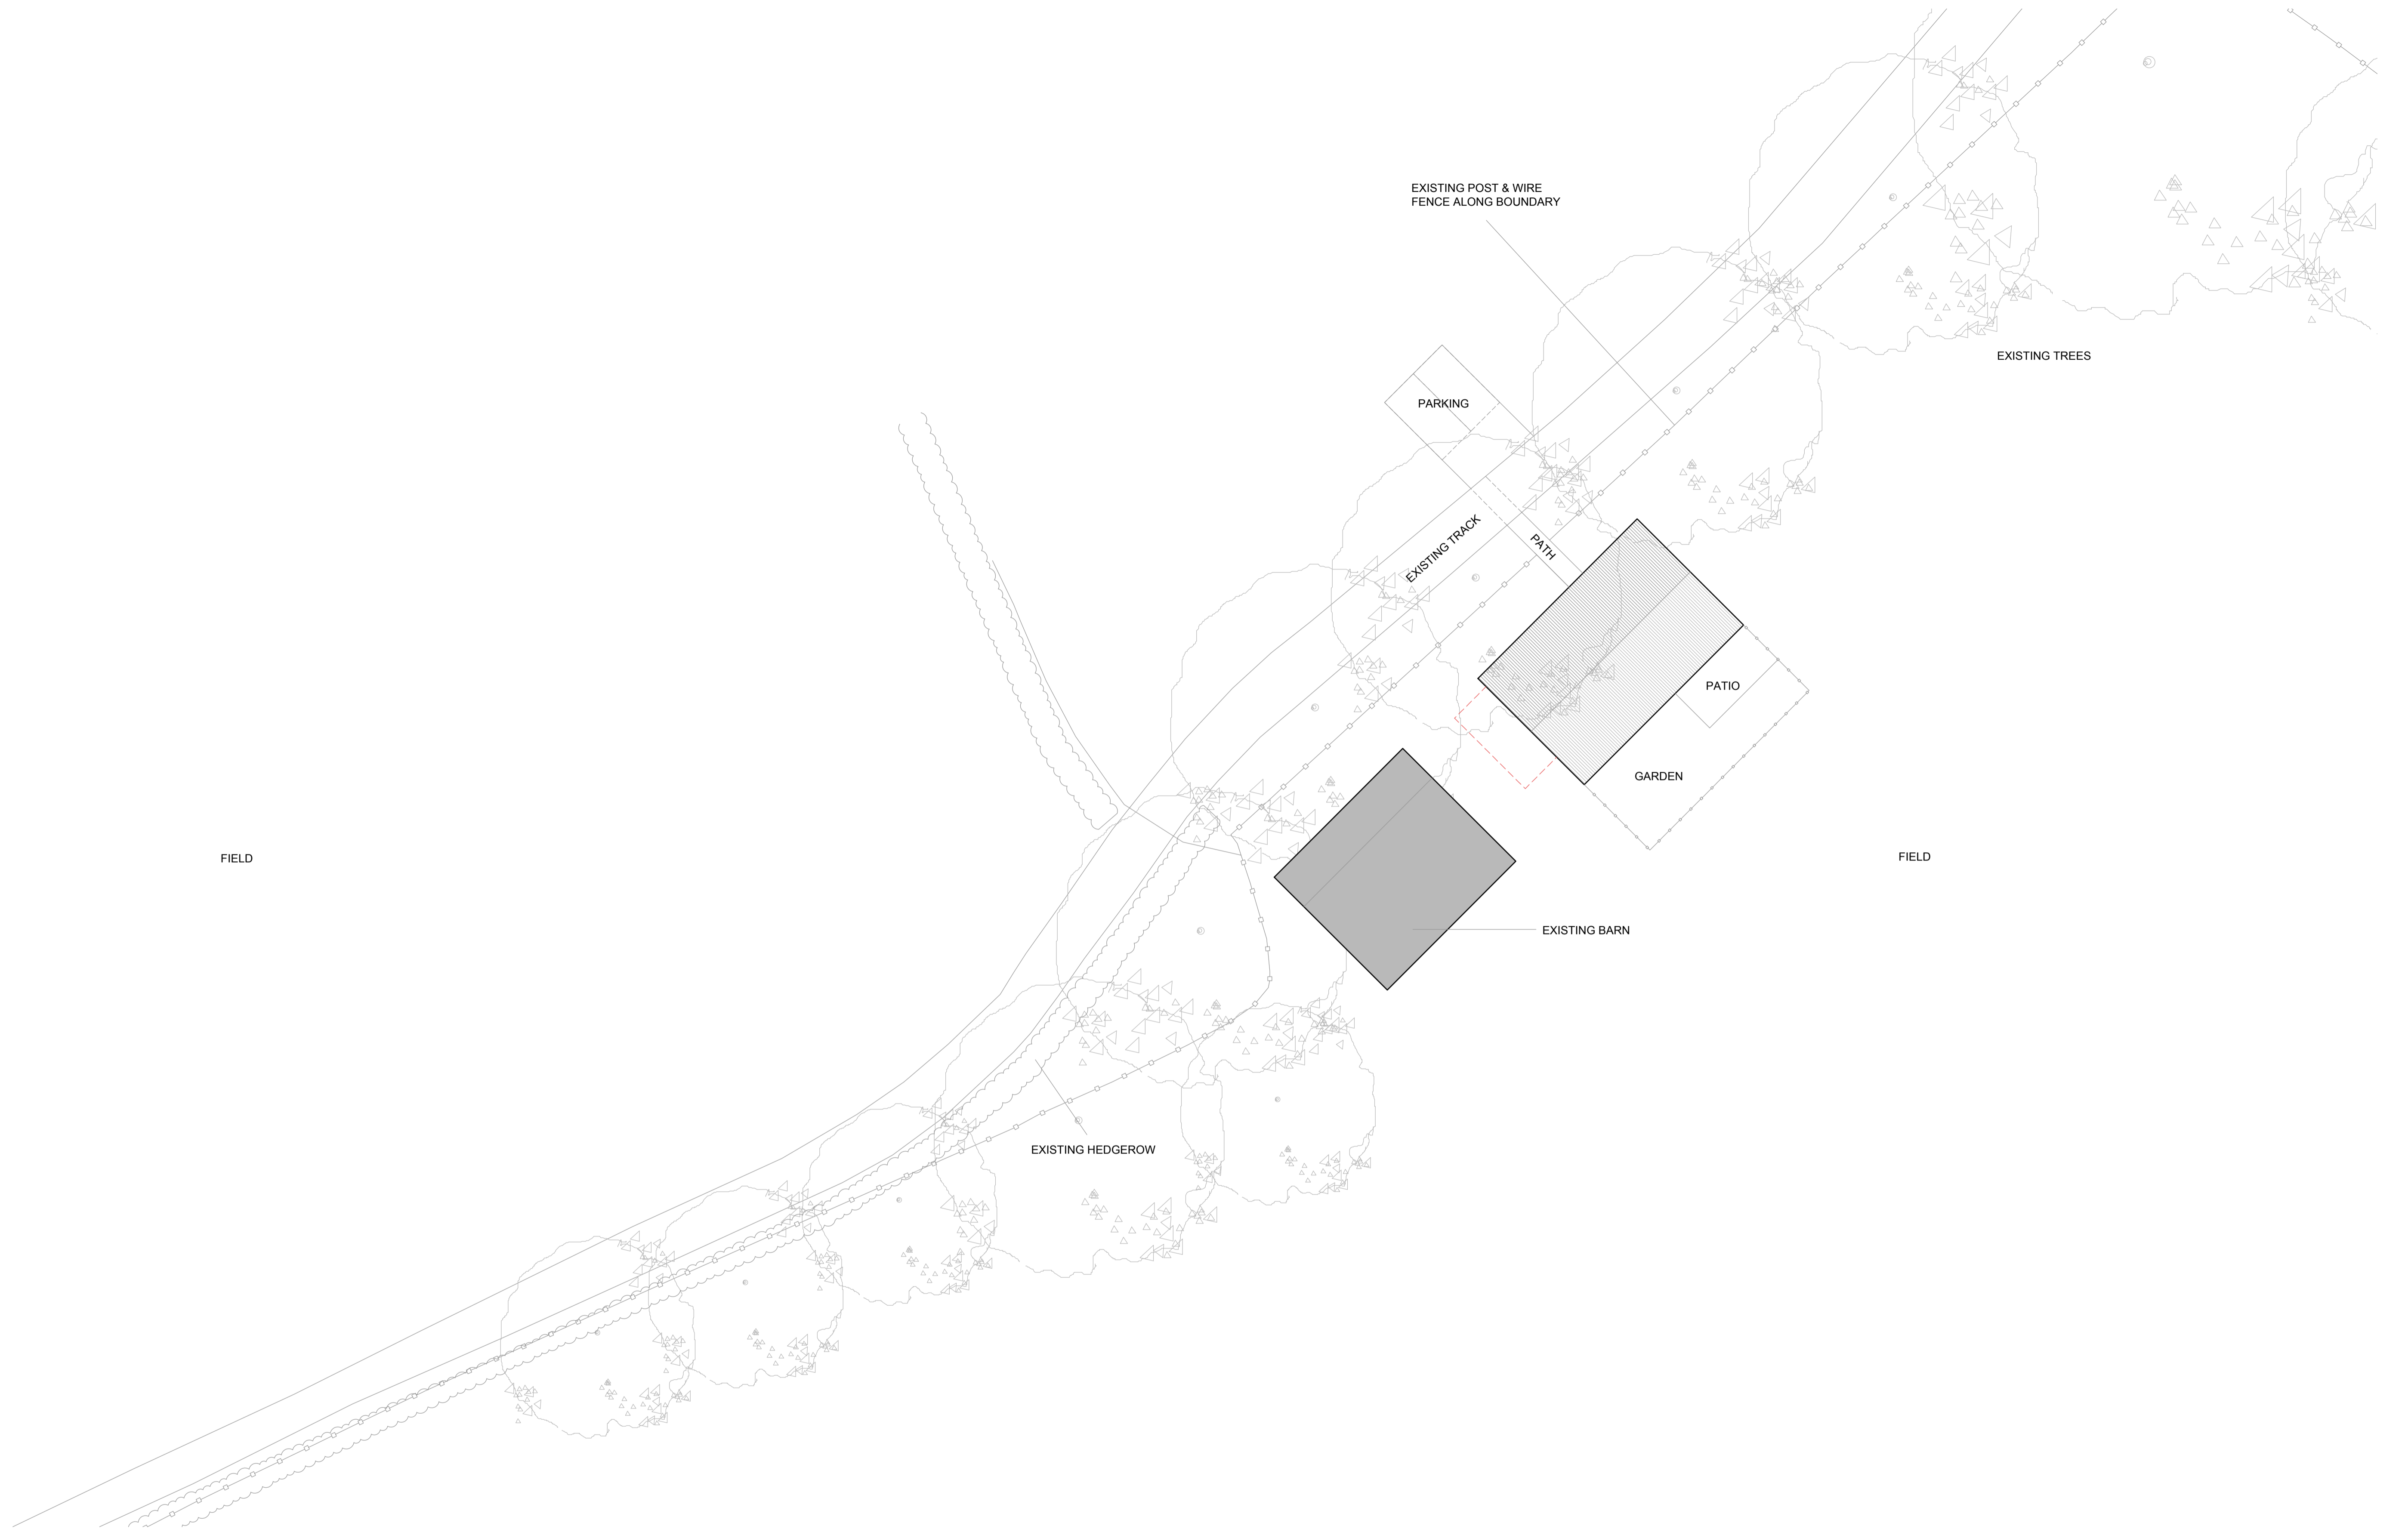 EXISTING POST & WIRE
FENCE ALONG BOUNDARY
EXISTING TREES
PARKING
EXISTING TRACK
PATH
PATIO
GARDEN
FIELD
FIELD
EXISTING BARN
EXISTING HEDGEROW